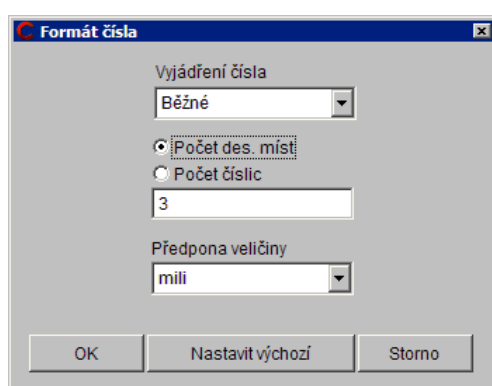 Formát čísla
Vyjádření čísla
Běžné
Počet des. míst
Počet číslic
3
Předpona veličiny
mili
OK Nastavit výchozí Storno